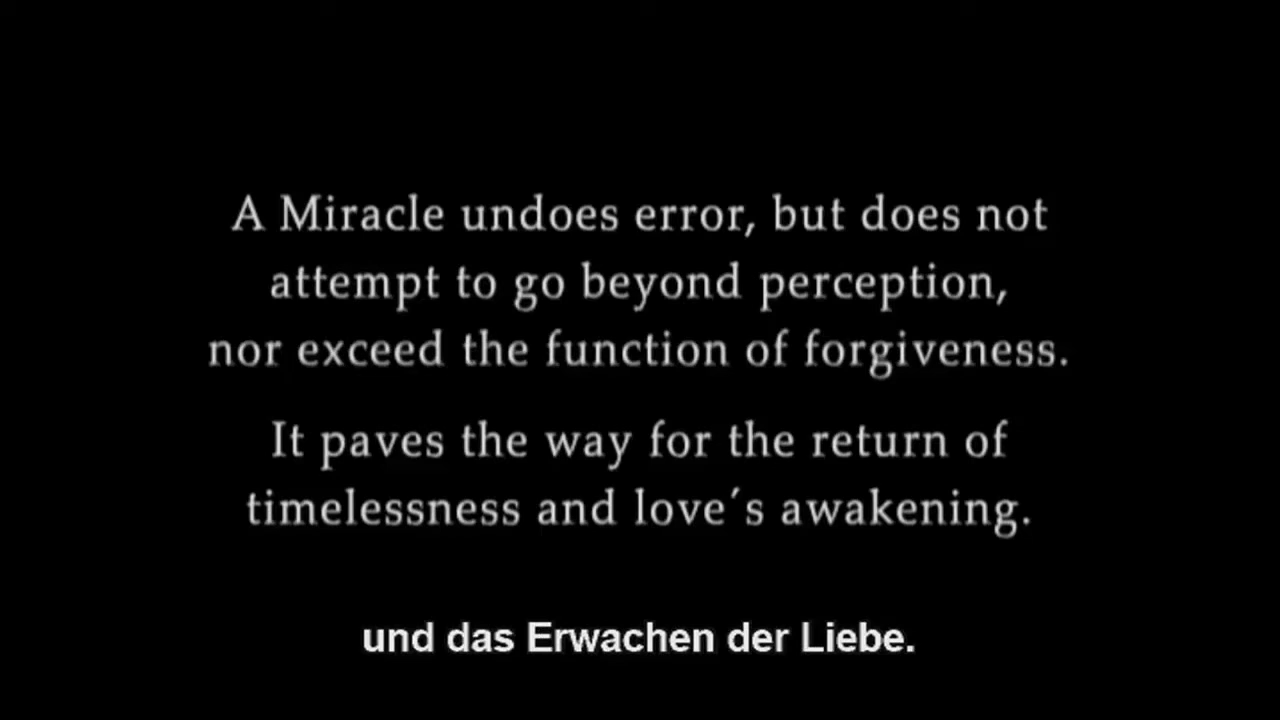 A Miracle undoes error, but does not
attempt to go beyond perception,
nor exceed the function of forgiveness.
It paves the way for the return of
timelessness and love´s awakening.
und das Erwachen der Liebe.